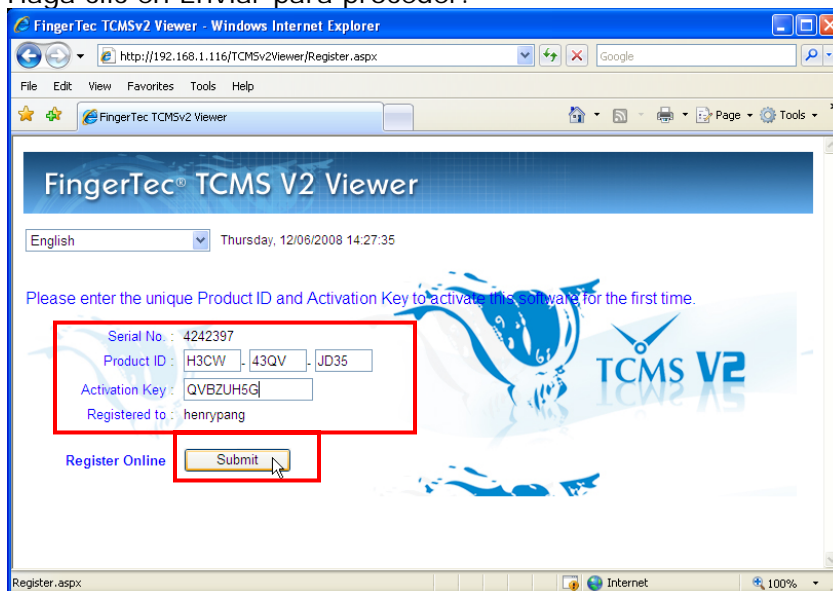 Haga clic en Enviar para proceder.
FingerTec TCMSv2 Viewer - Windows Internet Explorer
http://192.168.1.116/TCMSv2Viewer/Register.aspx
Google
File Edit View Favorites Tools Help
FingerTec TCMSv2 Viewer
Page
Tools
FingerTec® TCMS V2 Viewer
English
Thursday, 12/06/2008 14:27:35
Please enter the unique Product ID and Activation Key to activate this software for the first time.
Serial No. : 4242397
Product ID : H3CW - 43QV - JD35
Activation Key : QVBZUH5G
Registered to : henrypang
TCMS V2
Register Online Submit
Register.aspx
Internet
100%